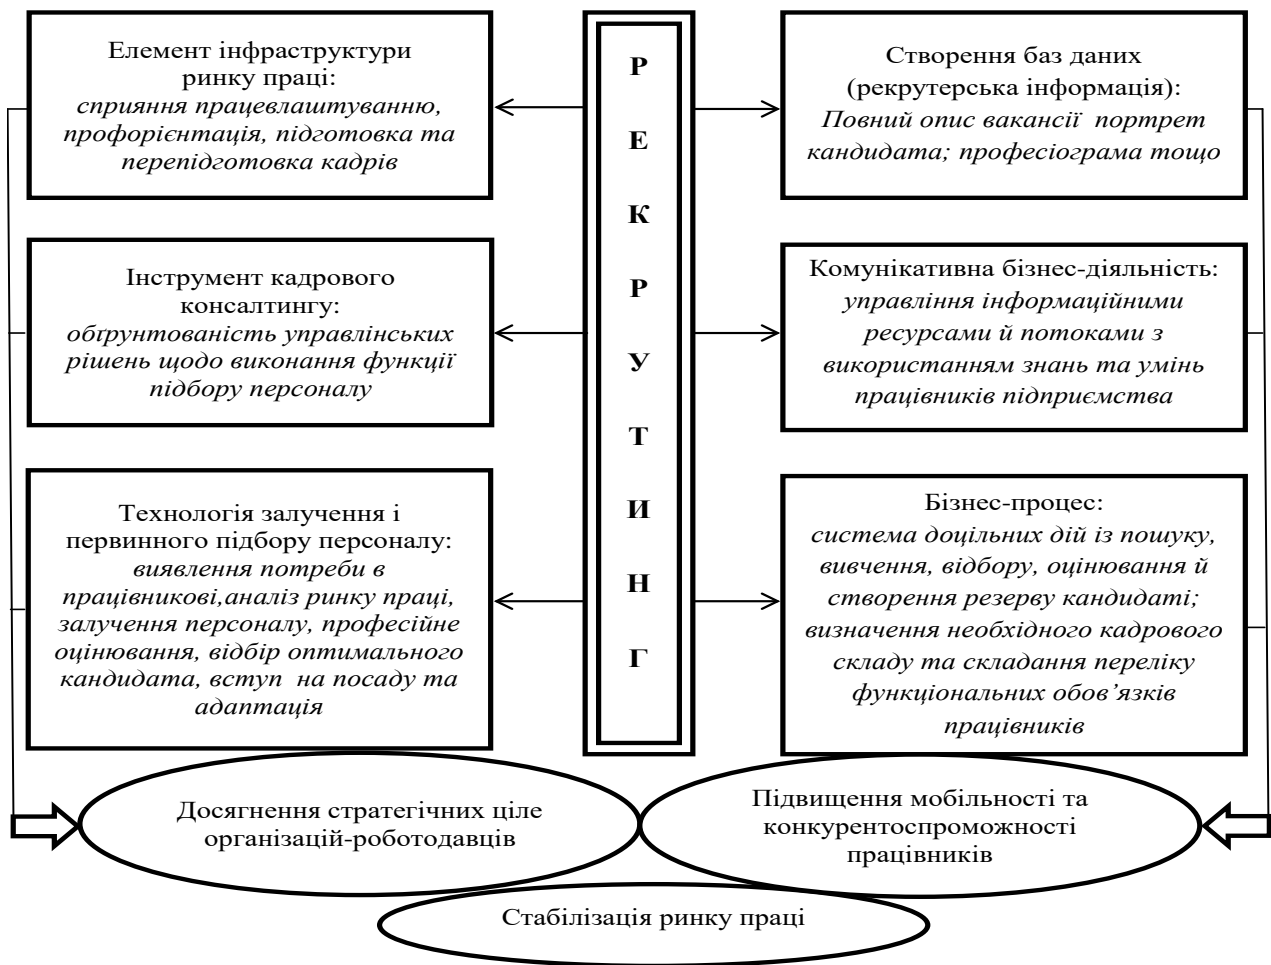 Елемент інфраструктури
ринку праці:
сприяння працевлаштуванню,
профорієнтація, підготовка та
перепідготовка кадрів
Інструмент кадрового
консалтингу:
обґрунтованість управлінських
рішень щодо виконання функції
підбору персоналу
Технологія залучення і
первинного підбору персоналу:
виявлення потреби в
працівникові,аналіз ринку праці,
залучення персоналу, професійне
оцінювання, відбір оптимального
кандидата, вступ на посаду та
адаптація
Р
Е
К
Р
У
Т
И
Н
Г
Створення баз даних
(рекрутерська інформація):
Повний опис вакансії портрет
кандидата; професіограма тощо
Комунікативна бізнес-діяльність:
управління інформаційними
ресурсами й потоками з
використанням знань та умінь
працівників підприємства
Бізнес-процес:
система доцільних дій із пошуку,
вивчення, відбору, оцінювання й
створення резерву кандидаті;
визначення необхідного кадрового
складу та складання переліку
функціональних обов’язків
працівників
Досягнення стратегічних ціле
організацій-роботодавців
Підвищення мобільності та
конкурентоспроможності
працівників
Стабілізація ринку праці